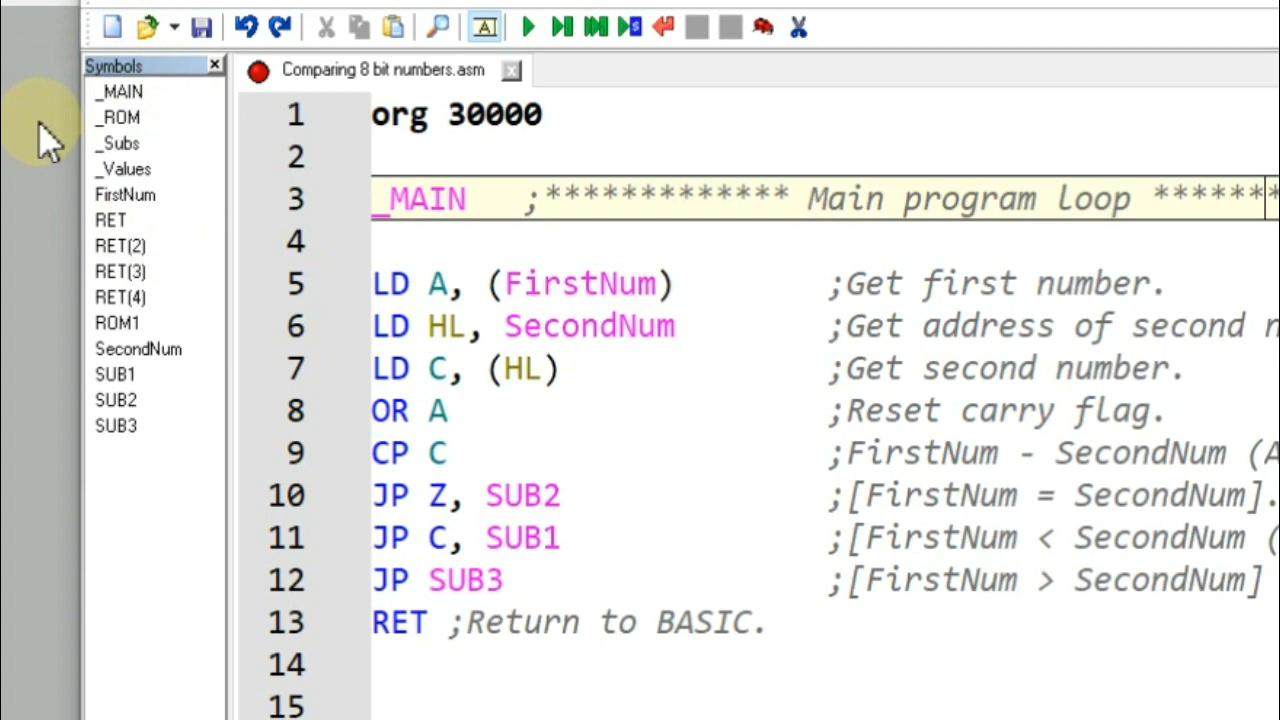 Symbols
_MAIN
_ROM
_Subs
_Values
FirstNum
RET
RET(2)
RET(3)
RET(4)
ROM1
SecondNum
SUB1
SUB2
SUB3
Comparing 8 bit numbers.asm
1 org 30000
2
3 _MAIN ;************* Main program loop *******
4
5 LD A, (FirstNum) ;Get first number.
6 LD HL, SecondNum ;Get address of second
7 LD C, (HL) ;Get second number.
8 OR A ;Reset carry flag.
9 CP C ;FirstNum - SecondNum (A
10 JP Z, SUB2 ;[FirstNum = SecondNum].
11 JP C, SUB1 ;[FirstNum < SecondNum (
12 JP SUB3 ;[FirstNum > SecondNum]
13 RET ;Return to BASIC.
14
15